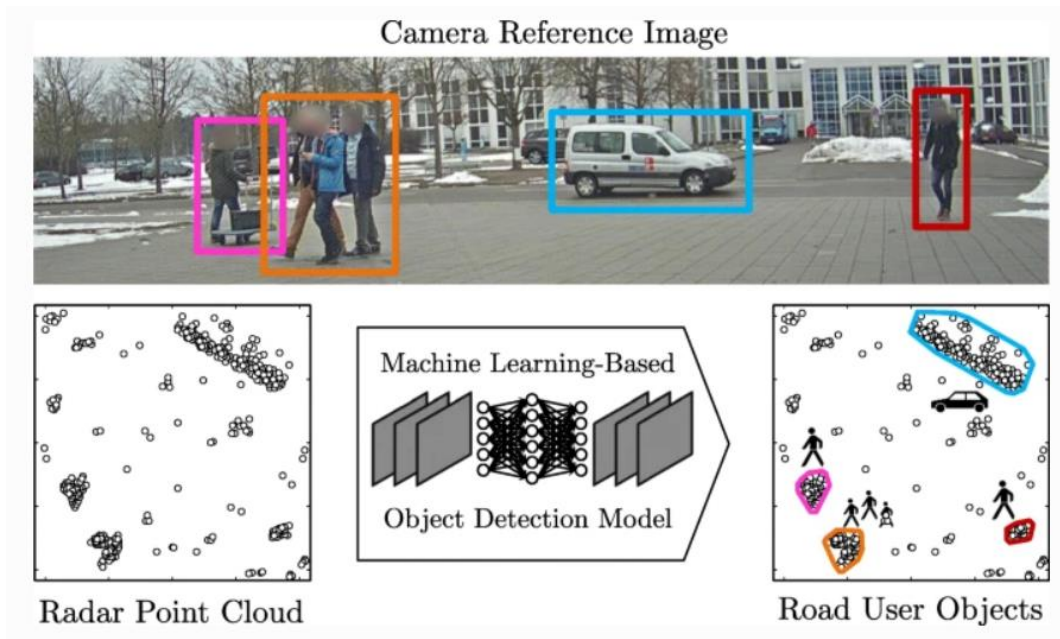 Camera Reference Image
Machine Learning-Based
Object Detection Model
Radar Point Cloud
Road User Objects